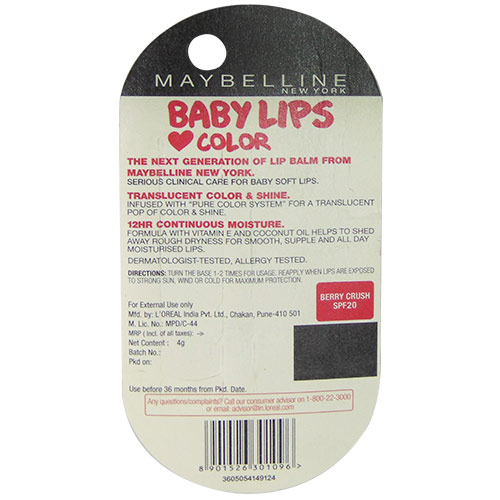 MAYBELLINE
NEW YORK
BABY LIPS
COLOR
THE NEXT GENERATION OF LIP BALM FROM
MAYBELLINE NEW YORK.
SERIOUS CLINICAL CARE FOR BABY SOFT LIPS.
TRANSLUCENT COLOR & SHINE.
INFUSED WITH "PURE COLOR SYSTEM" FOR A TRANSLUCENT
POP OF COLOR & SHINE.
12HR CONTINUOUS MOISTURE.
FORMULA WITH VITAMIN E AND COCONUT OIL HELPS TO SHED
AWAY ROUGH DRYNESS FOR SMOOTH, SUPPLE AND ALL DAY
MOISTURISED LIPS.
DERMATOLOGIST-TESTED, ALLERGY TESTED.
DIRECTIONS: TURN THE BASE 1-2 TIMES FOR USAGE. REAPPLY WHEN LIPS ARE EXPOSED
TO STRONG SUN, WIND OR COLD FOR MAXIMUM PROTECTION.
BERRY CRUSH
SPF20
For External Use only
Mfd. by: L'OREAL India Pvt. Ltd., Chakan, Pune-410 501
M. Lic. No.: MPD/C-44
MRP (Incl. of all taxes): ->
Net Content : 4g
Batch No.:
Pkd on:
Use before 36 months from Pkd. Date.
Any questions/complaints? Call our consumer advisor on 1-800-22-3000
or email: advisor@in.loreal.com
8 901526 301096 >
3605054149124